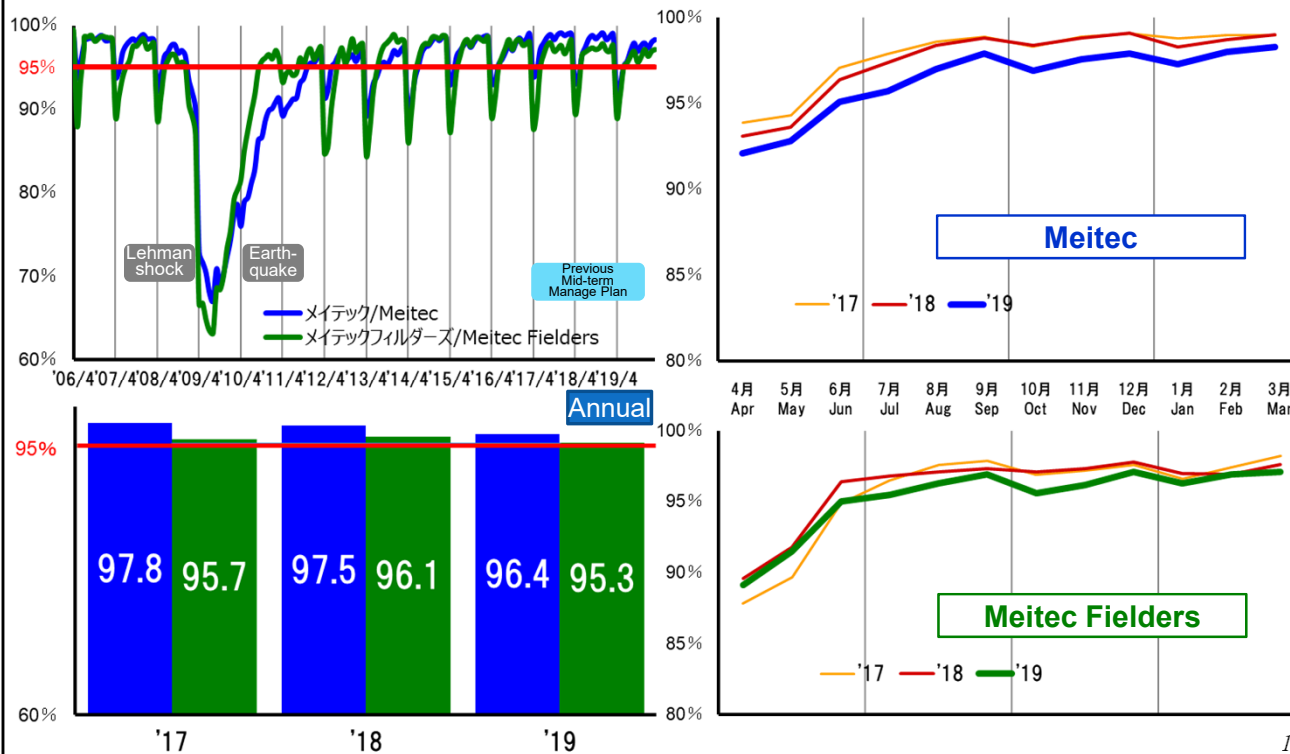 100%
95%
90%
80%
70%
60%
Lehman
shock
Earth-
quake
Previous
Mid-term
Manage Plan
メイテック/Meitec
メイテックフィルダーズ/Meitec Fielders
'06/4'07/4'08/4'09/4'10/4'11/4'12/4'13/4'14/4'15/4'16/4'17/4'18/4'19/4
100%
95%
90%
85%
80%
Meitec
'17 '18 '19
4月 5月 6月 7月 8月 9月 10月 11月 12月 1月 2月 3月
Apr May Jun Jul Aug Sep Oct Nov Dec Jan Feb Mar
Annual
95%
60%
97.8 95.7 97.5 96.1 96.4 95.3
'17 '18 '19
100%
95%
90%
85%
80%
Meitec Fielders
'17 '18 '19